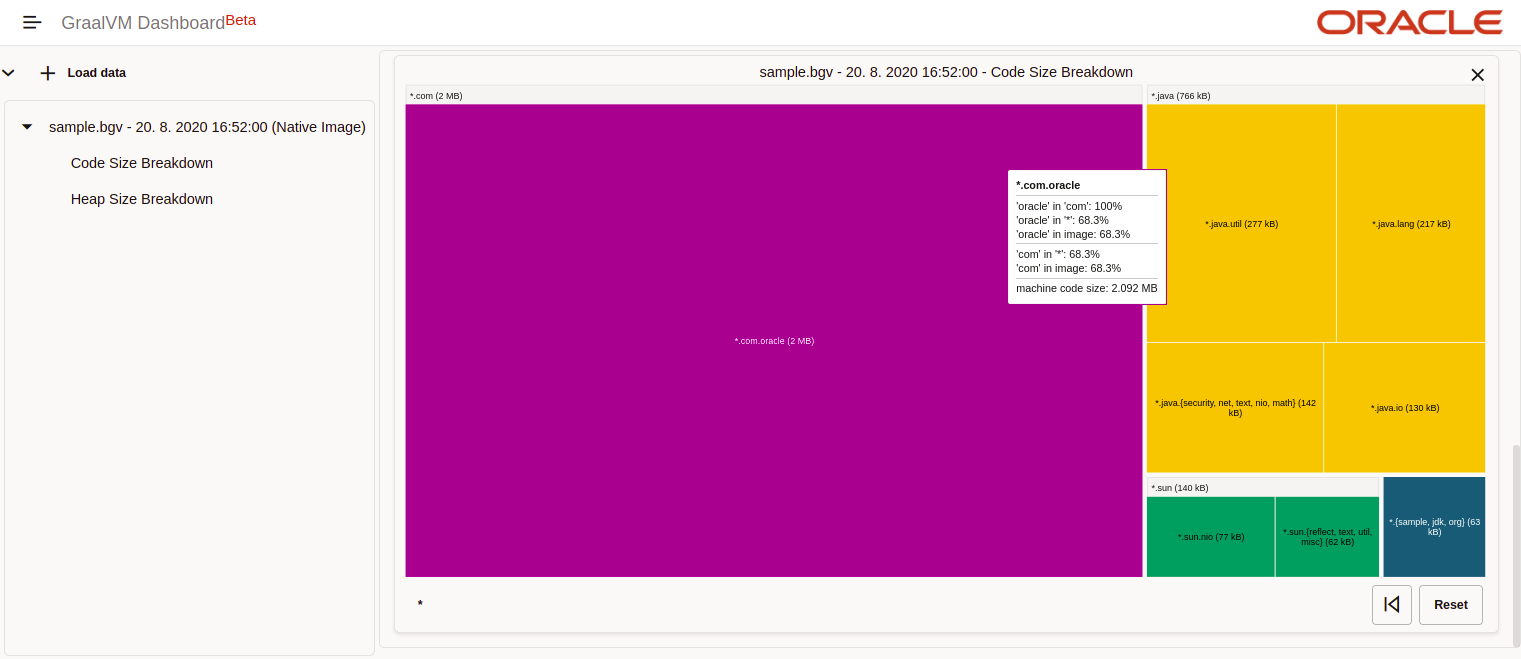 GraalVM Dashboard Beta
ORACLE
Load data
sample.bgv - 20. 8. 2020 16:52:00 (Native Image)
Code Size Breakdown
Heap Size Breakdown
sample.bgv - 20. 8. 2020 16:52:00 - Code Size Breakdown
*.com (2 MB)
*.com.oracle (2 MB)
*.com.oracle
'oracle' in 'com': 100%
'oracle' in '*': 68.3%
'oracle' in image: 68.3%
'com' in '*': 68.3%
'com' in image: 68.3%
machine code size: 2.092 MB
*.java (766 kB)
*.java.util (277 kB)
*.java.lang (217 kB)
*.java.{security, net, text, nio, math} (142
kB)
*.java.io (130 kB)
*.sun (140 kB)
*.sun.nio (77 kB)
*.sun.{reflect, text, util,
misc} (62 kB)
*.{sample, jdk, org} (63
kB)
*
Reset